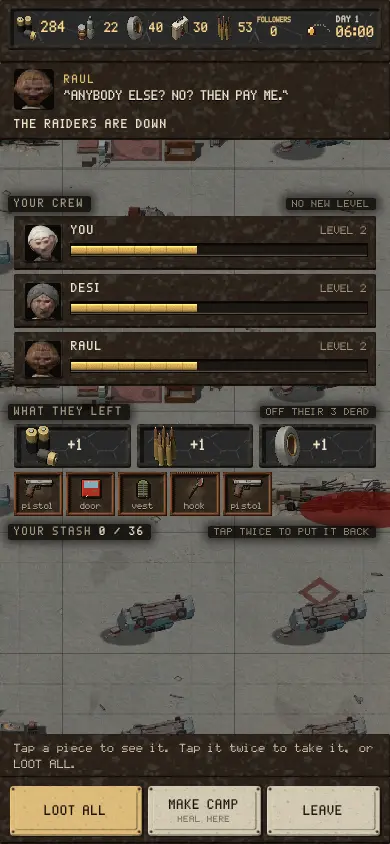 284 22 40 30 53 FOLLOWERS 0 DAY 1 06:00
RAUL
"ANYBODY ELSE? NO? THEN PAY ME."
THE RAIDERS ARE DOWN
YOUR CREW NO NEW LEVEL
YOU LEVEL 2
DESI LEVEL 2
RAUL LEVEL 2
WHAT THEY LEFT OFF THEIR 3 DEAD
+1 +1 +1
pistol door vest hook pistol
YOUR STASH 0 / 36 TAP TWICE TO PUT IT BACK
Tap a piece to see it. Tap it twice to take it, or
LOOT ALL.
LOOT ALL MAKE CAMP LEAVE
HEAL HERE